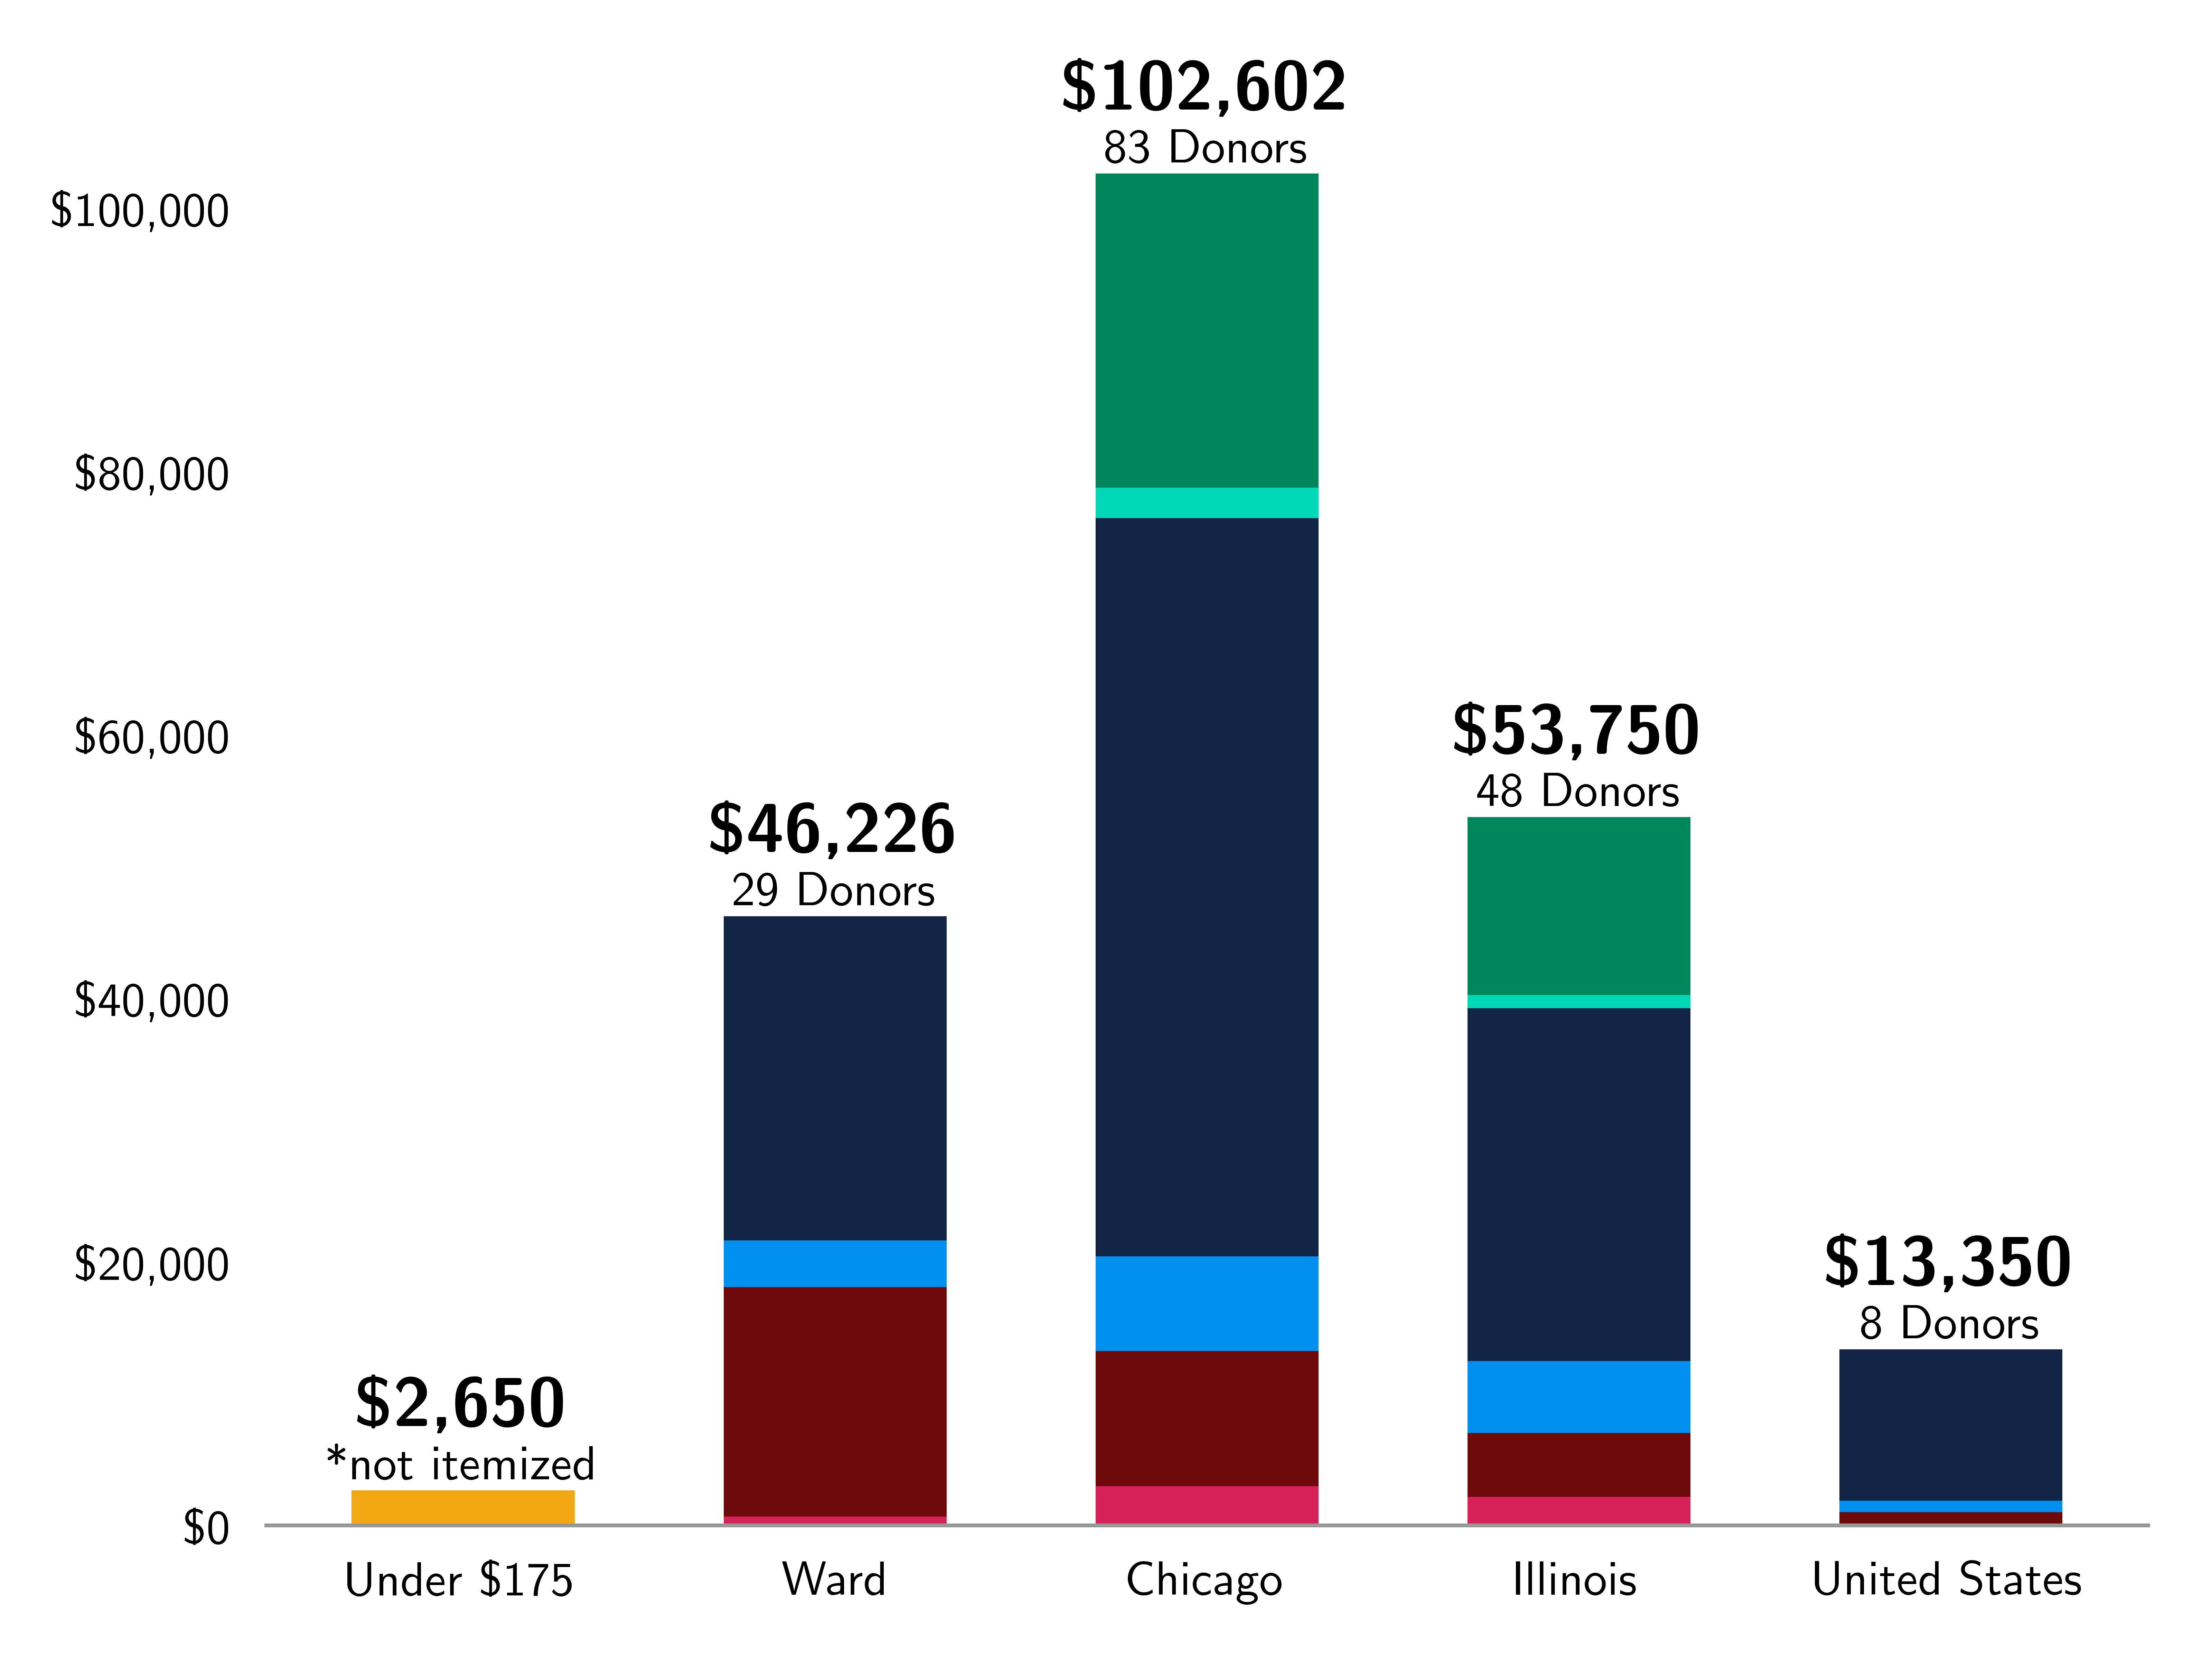 $102,602
83 Donors
$100,000
$80,000
$60,000
$53,750
48 Donors
$46,226
29 Donors
$40,000
$20,000
$13,350
8 Donors
$2,650
*not itemized
$0
Under $175
Ward
Chicago
Illinois
United States